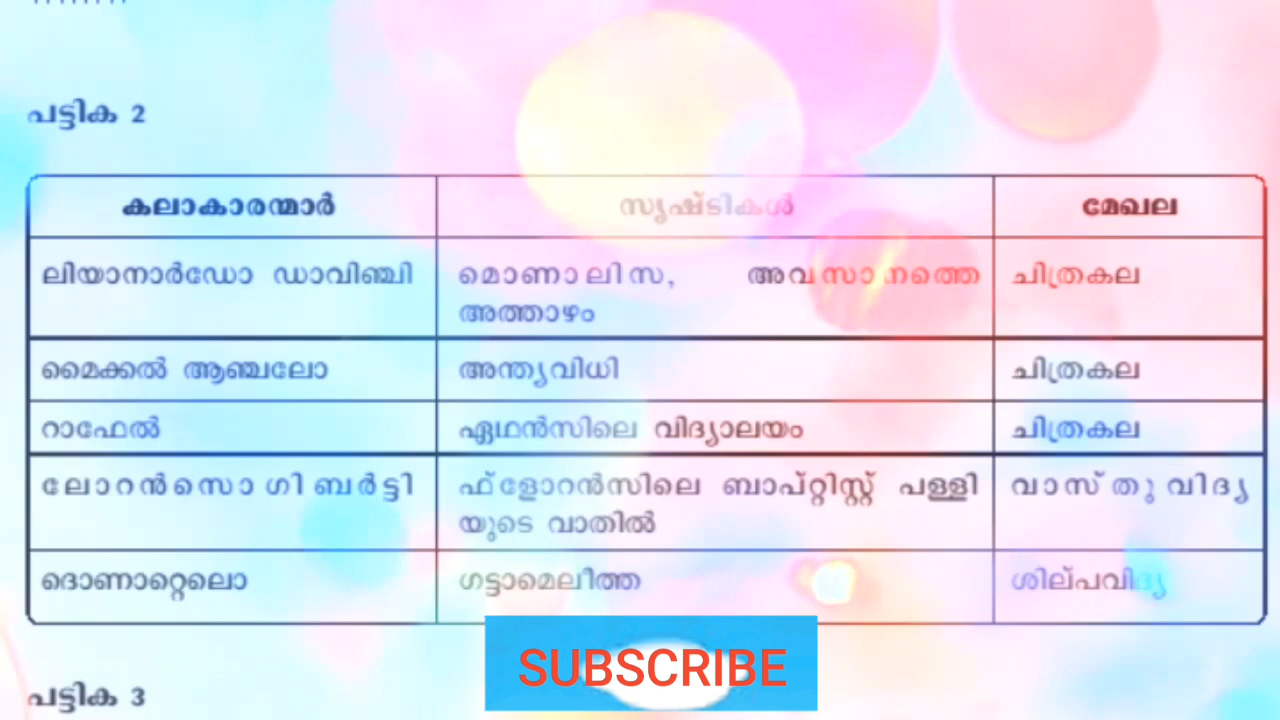 പട്ടിക 2
കലാകാരന്മാർ സൃഷ്ടികൾ മേഖല
ലിയാനാർഡോ ഡാവിഞ്ചി മൊണാലിസ, അവസാനത്തെ ചിത്രകല
അത്താഴം
മൈക്കൽ ആഞ്ചലോ അന്ത്യവിധി ചിത്രകല
റാഫേൽ ഏഥൻസിലെ വിദ്യാലയം ചിത്രകല
ലോറൻസൊ ഗിബർട്ടി ഫ്ളോറൻസിലെ ബാപ്റ്റിസ്റ്റ് പള്ളി വാസ്തുവിദ്യ
യുടെ വാതിൽ
ദൊണാറ്റെലൊ ഗട്ടാമെലീത്ത ശില്പവിദ്യ
SUBSCRIBE
പട്ടിക 3